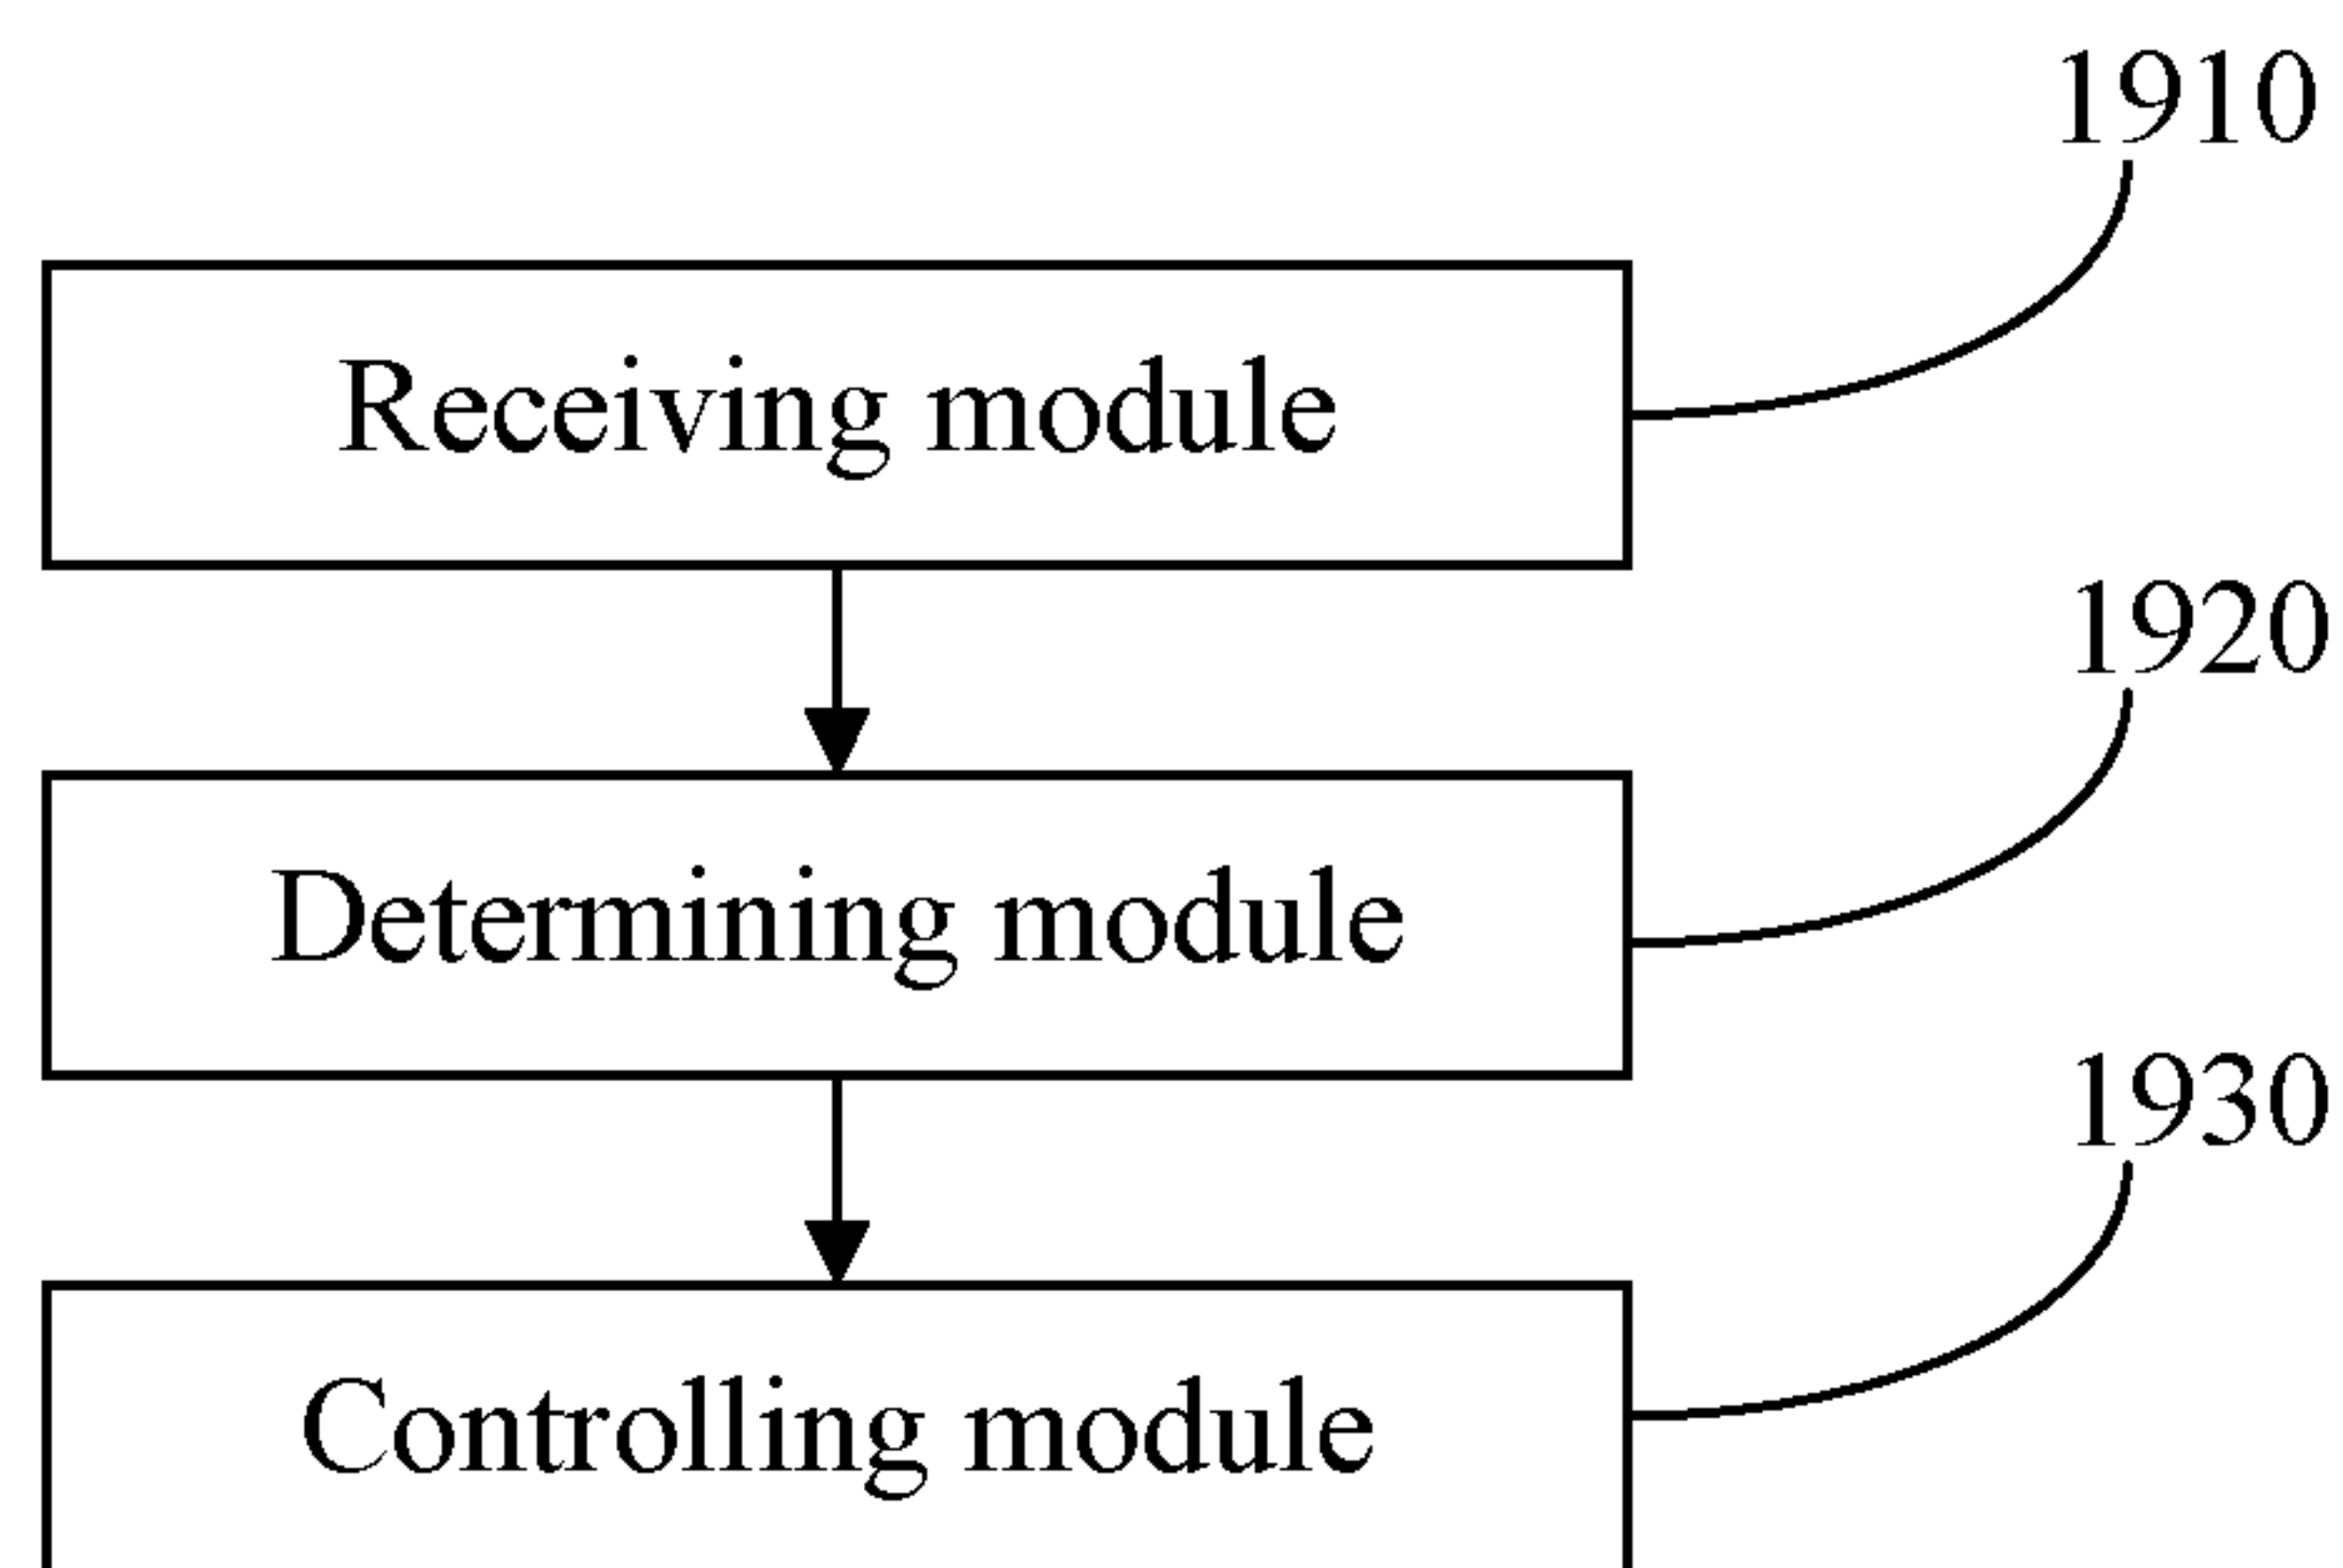 1910
Receiving module
1920
Determining module
1930
Controlling module